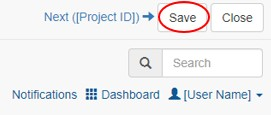 Next ([Project ID]) Save Close
Search
Notifications Dashboard [User Name]